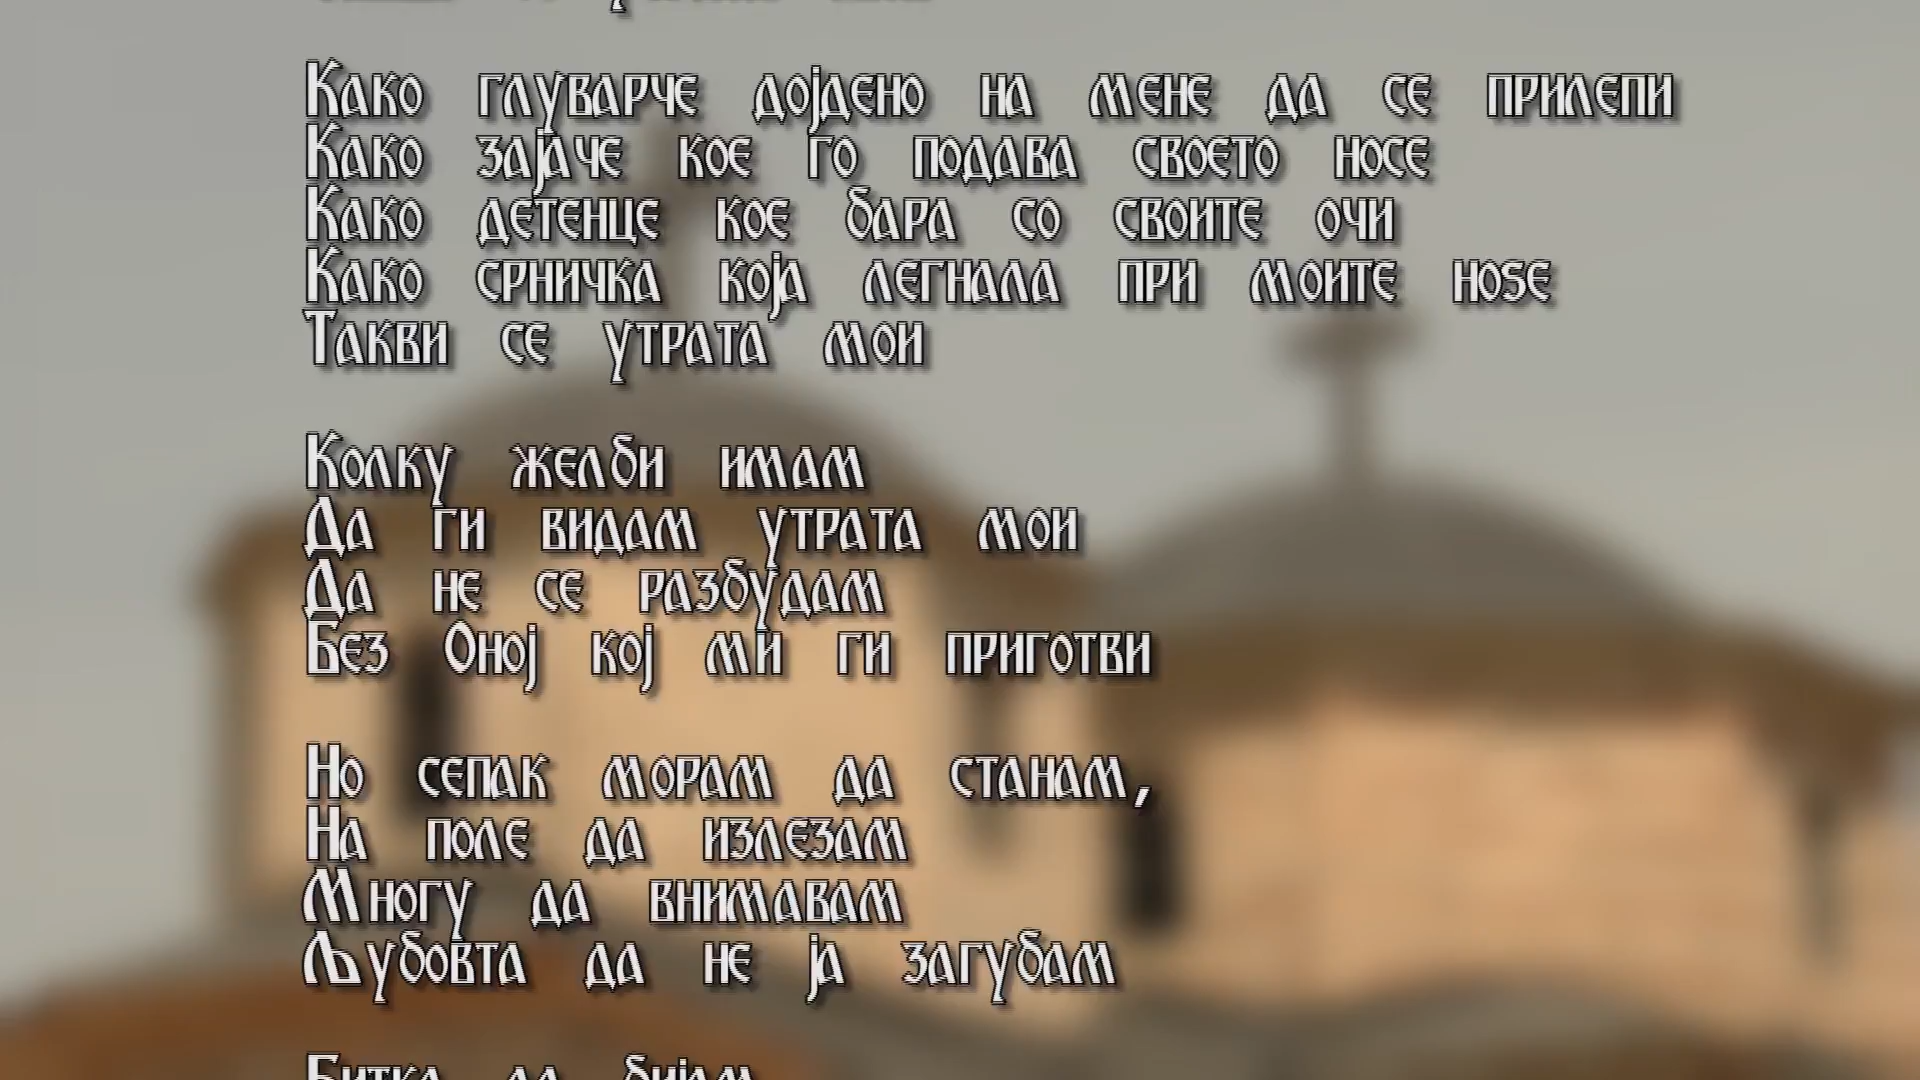 Како глуварче дојдено на мене да се прилепи
Како зајаче кое го подава своето носе
Како детенце кое бара со своите очи
Како срничка која легнала при моите нозе
Такви се утрата мои
Колку желби имам
Да ги видам утрата мои
Да не се разбудам
Без Оној кој ми ги приготви
Но сепак морам да станам,
На поле да излезам
Многу да внимавам
Љубовта да не ја загубам
Битка да бијам